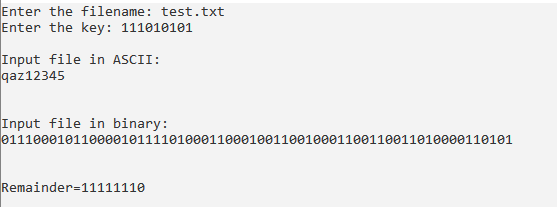 Enter the filename: test.txt
Enter the key: 111010101
Input file in ASCII:
qaz12345
Input file in binary:
0111000101100001011110100011000100110010001100110011010000110101
Remainder=11111110